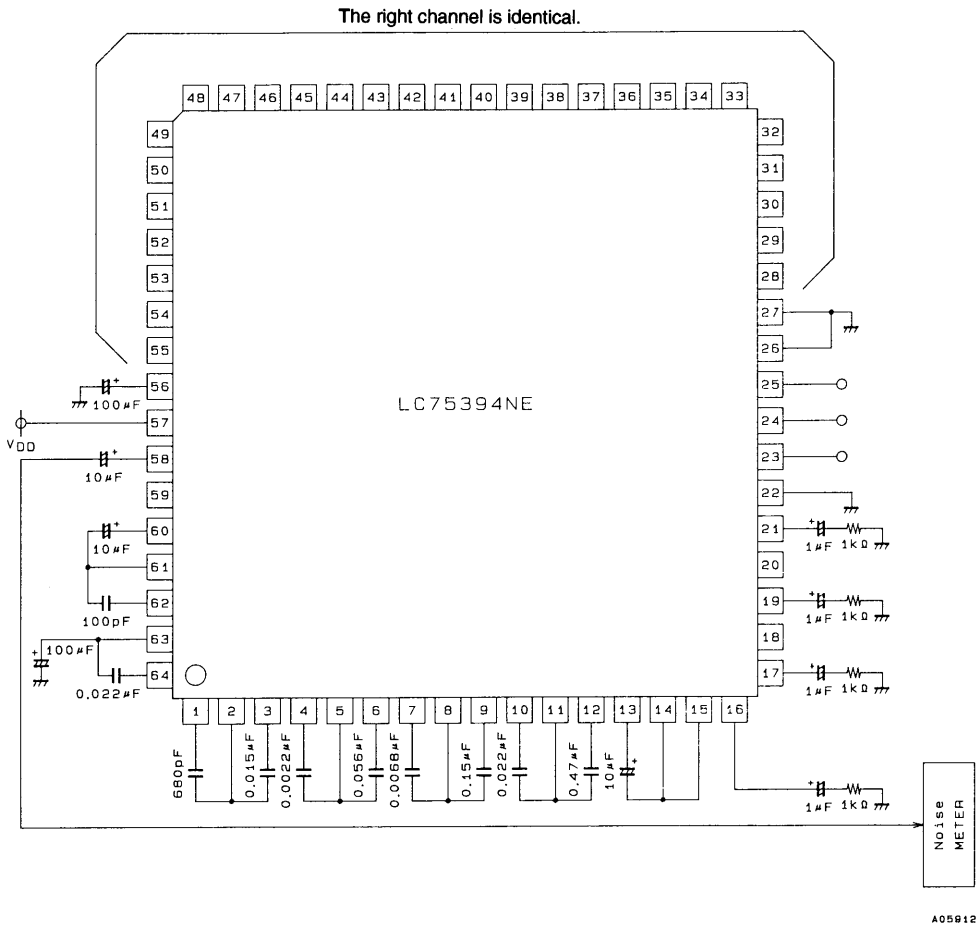 The right channel is identical.
48 47 46 45 44 43 42 41 40 39 38 37 36 35 34 33
49 32
50 31
51 30
52 29
53 28
54 27
55 26
56 25
+
100μF
57 24
VDD
58 23
+
10μF
59 22
60 21
+
10μF
+
1μF 1kΩ
61 20
62 19
100pF
+
1μF 1kΩ
63 18
+
100μF
64 17
0.022μF
+
1μF 1kΩ
LC75394NE
1 2 3 4 5 6 7 8 9 10 11 12 13 14 15 16
680pF
0.015μF
0.0022μF
0.056μF
0.0068μF
0.15μF
0.022μF
0.47μF
10μF
+
+
1μF 1kΩ
Noise
METER
A05912